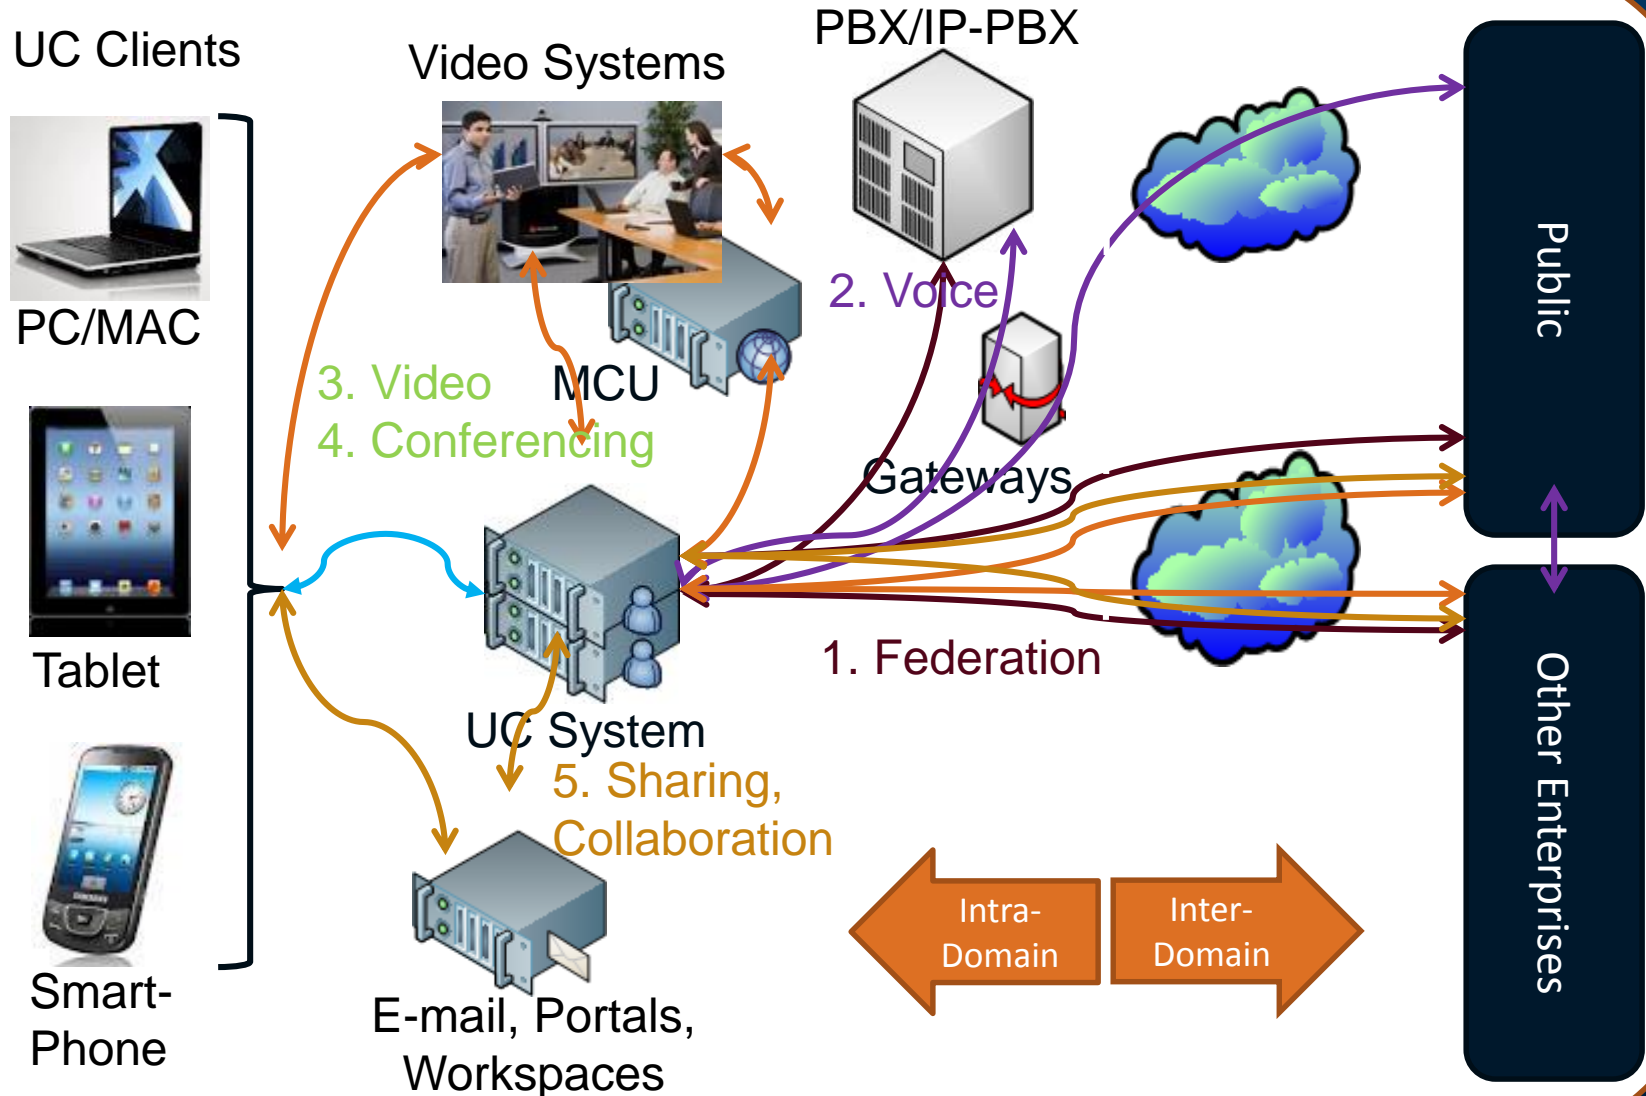 UC Clients
Video Systems
PBX/IP-PBX
PC/MAC
2. Voice
3. Video
4. Conferencing
MCU
Gateways
Public
Tablet
1. Federation
UC System
5. Sharing,
Collaboration
Other Enterprises
Intra-
Domain
Inter-
Domain
Smart-
Phone
E-mail, Portals,
Workspaces